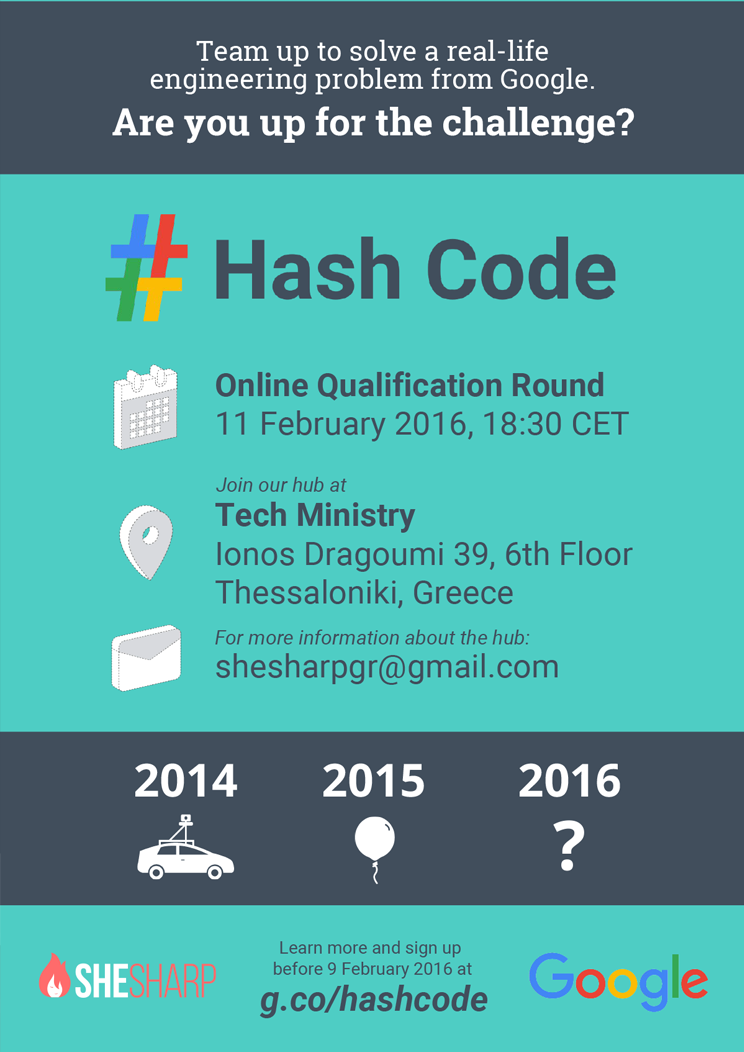 Team up to solve a real-life
engineering problem from Google.
Are you up for the challenge?
# Hash Code
Online Qualification Round
11 February 2016, 18:30 CET
Join our hub at
Tech Ministry
Ionos Dragoumi 39, 6th Floor
Thessaloniki, Greece
For more information about the hub:
shesharpgr@gmail.com
2014 2015 2016
?
SHESHARP
Learn more and sign up
before 9 February 2016 at
g.co/hashcode
Google